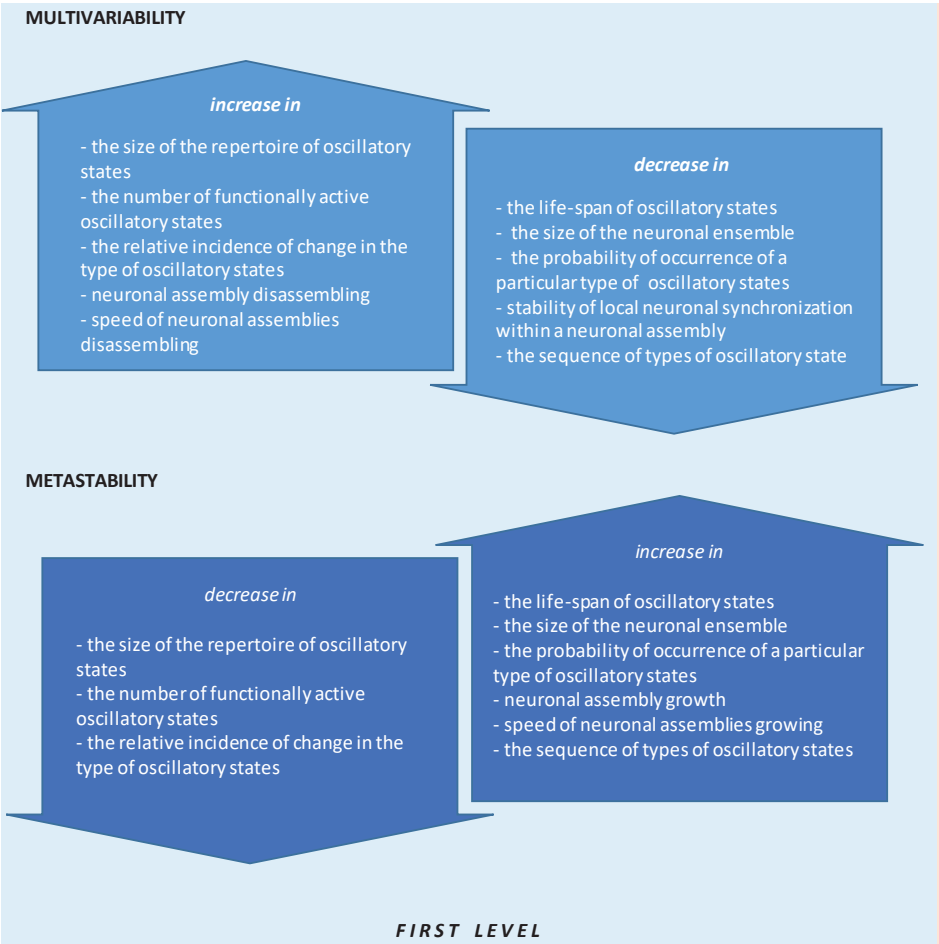 MULTIVARIABILITY
increase in
- the size of the repertoire of oscillatory
states
- the number of functionally active
oscillatory states
- the relative incidence of change in the
type of oscillatory states
- neuronal assembly disassembling
- speed of neuronal assemblies
disassembling
decrease in
- the life-span of oscillatory states
- the size of the neuronal ensemble
- the probability of occurrence of a
particular type of oscillatory states
- stability of local neuronal synchronization
within a neuronal assembly
- the sequence of types of oscillatory state
METASTABILITY
decrease in
- the size of the repertoire of oscillatory
states
- the number of functionally active
oscillatory states
- the relative incidence of change in the
type of oscillatory states
increase in
- the life-span of oscillatory states
- the size of the neuronal ensemble
- the probability of occurrence of a particular
type of oscillatory states
- neuronal assembly growth
- speed of neuronal assemblies growing
- the sequence of types of oscillatory states
FIRST LEVEL